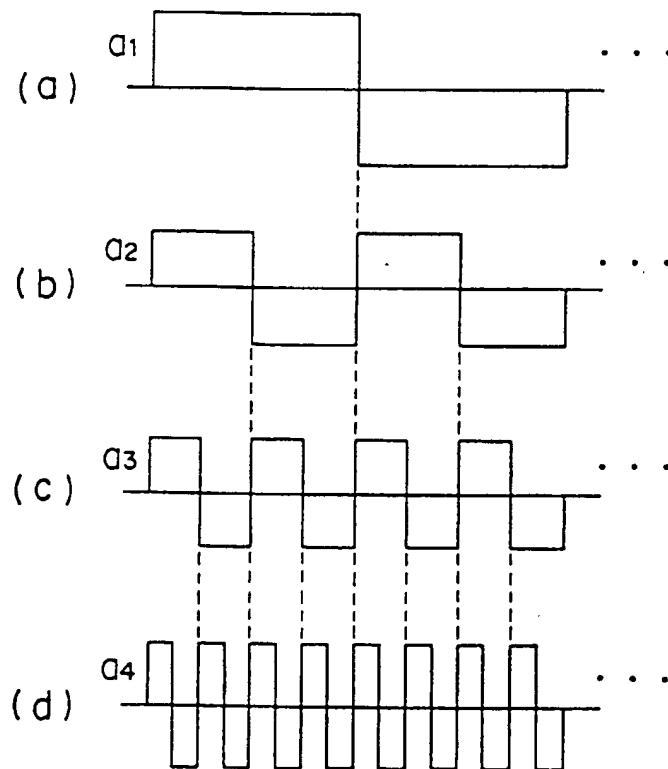 a1
(a)
. . .
a2
(b)
. . .
a3
(c)
. . .
a4
(d)
. . .